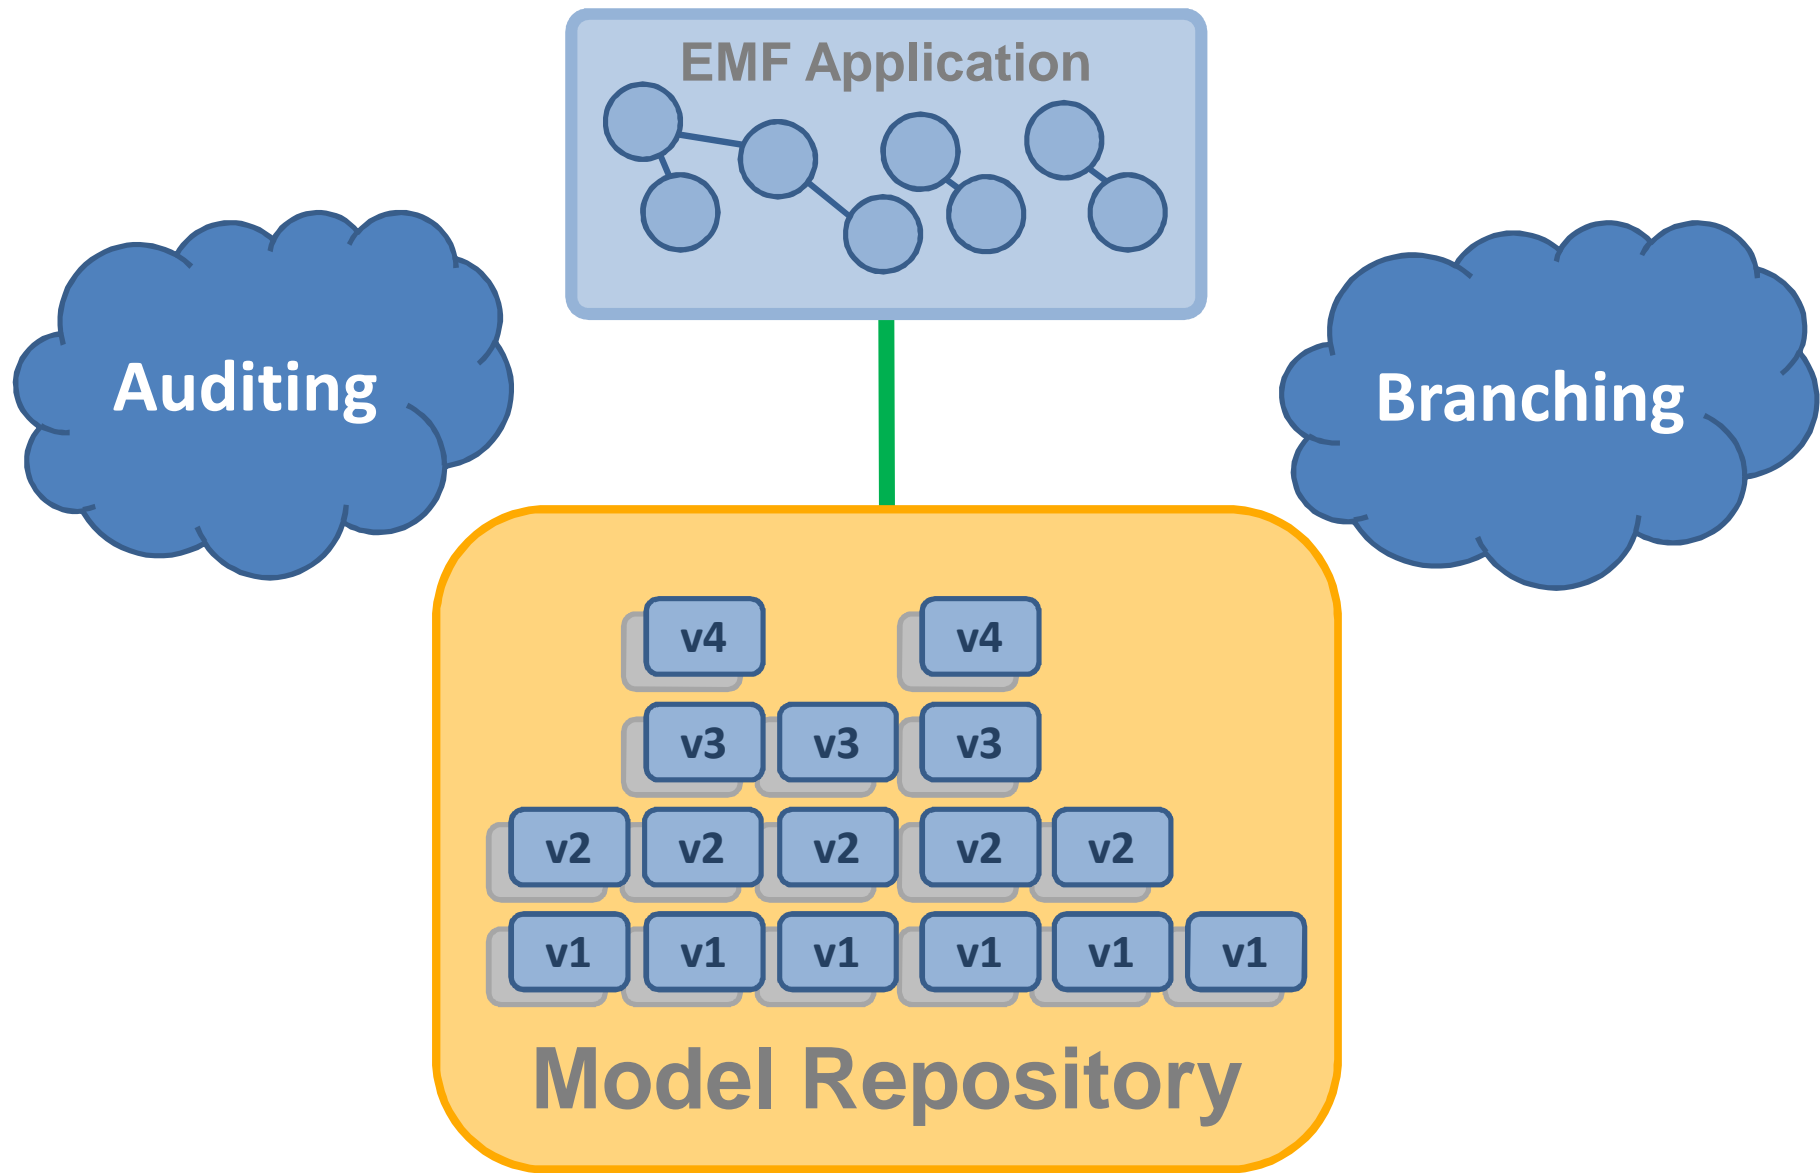 EMF Application
Auditing
Branching
v4 v4
v3 v3 v3
v2 v2 v2 v2 v2
v1 v1 v1 v1 v1 v1
Model Repository